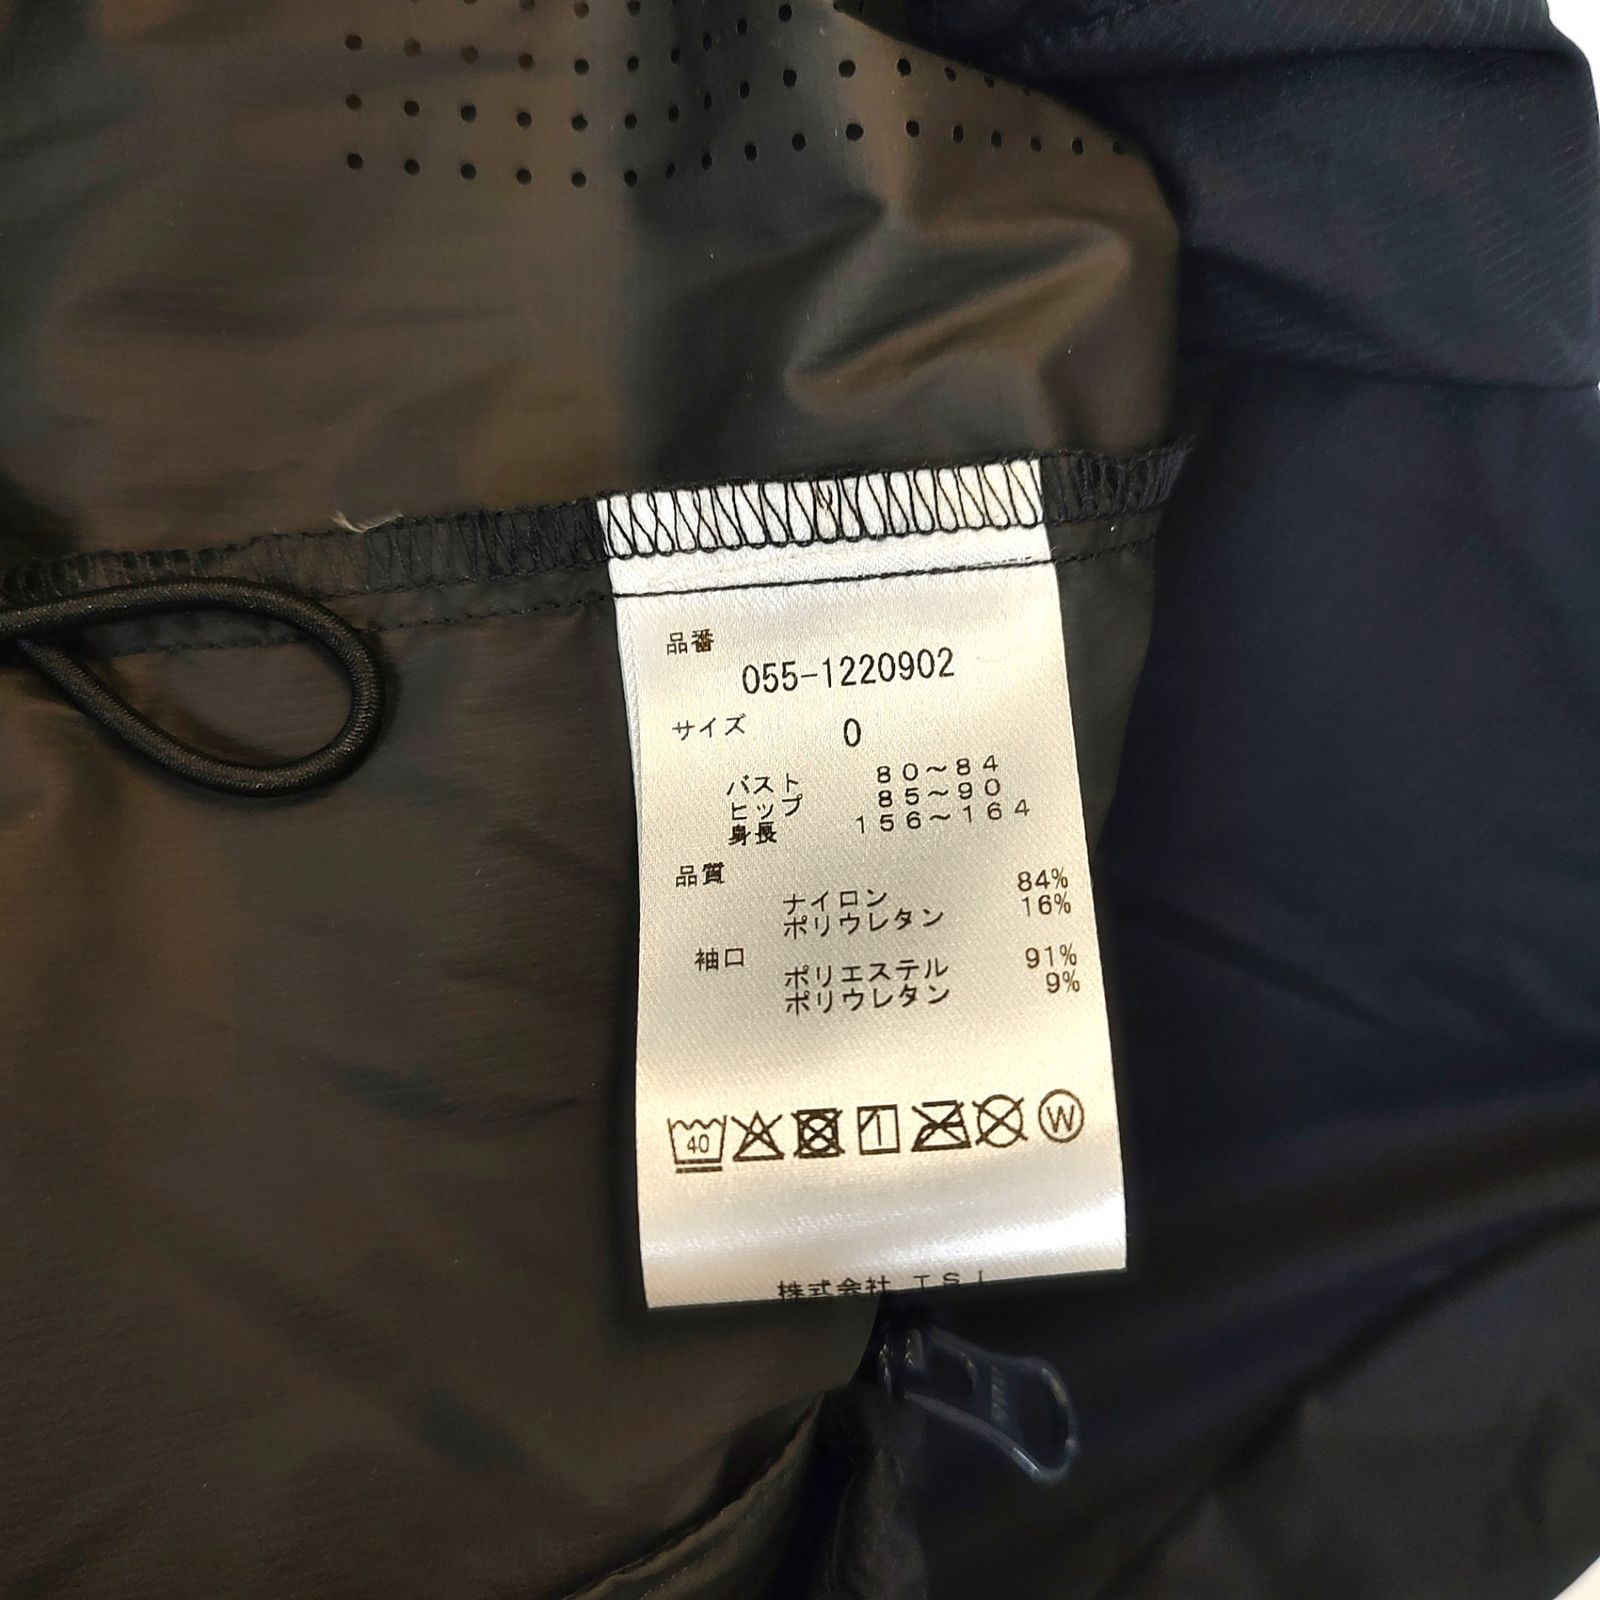 品番
055-1220902
サイズ 0
バスト 80～84
ヒップ 85～90
身長 156～164
品質
ナイロン 84%
ポリウレタン 16%
袖口
ポリエステル 91%
ポリウレタン 9%
40 W
株式会社 TSI